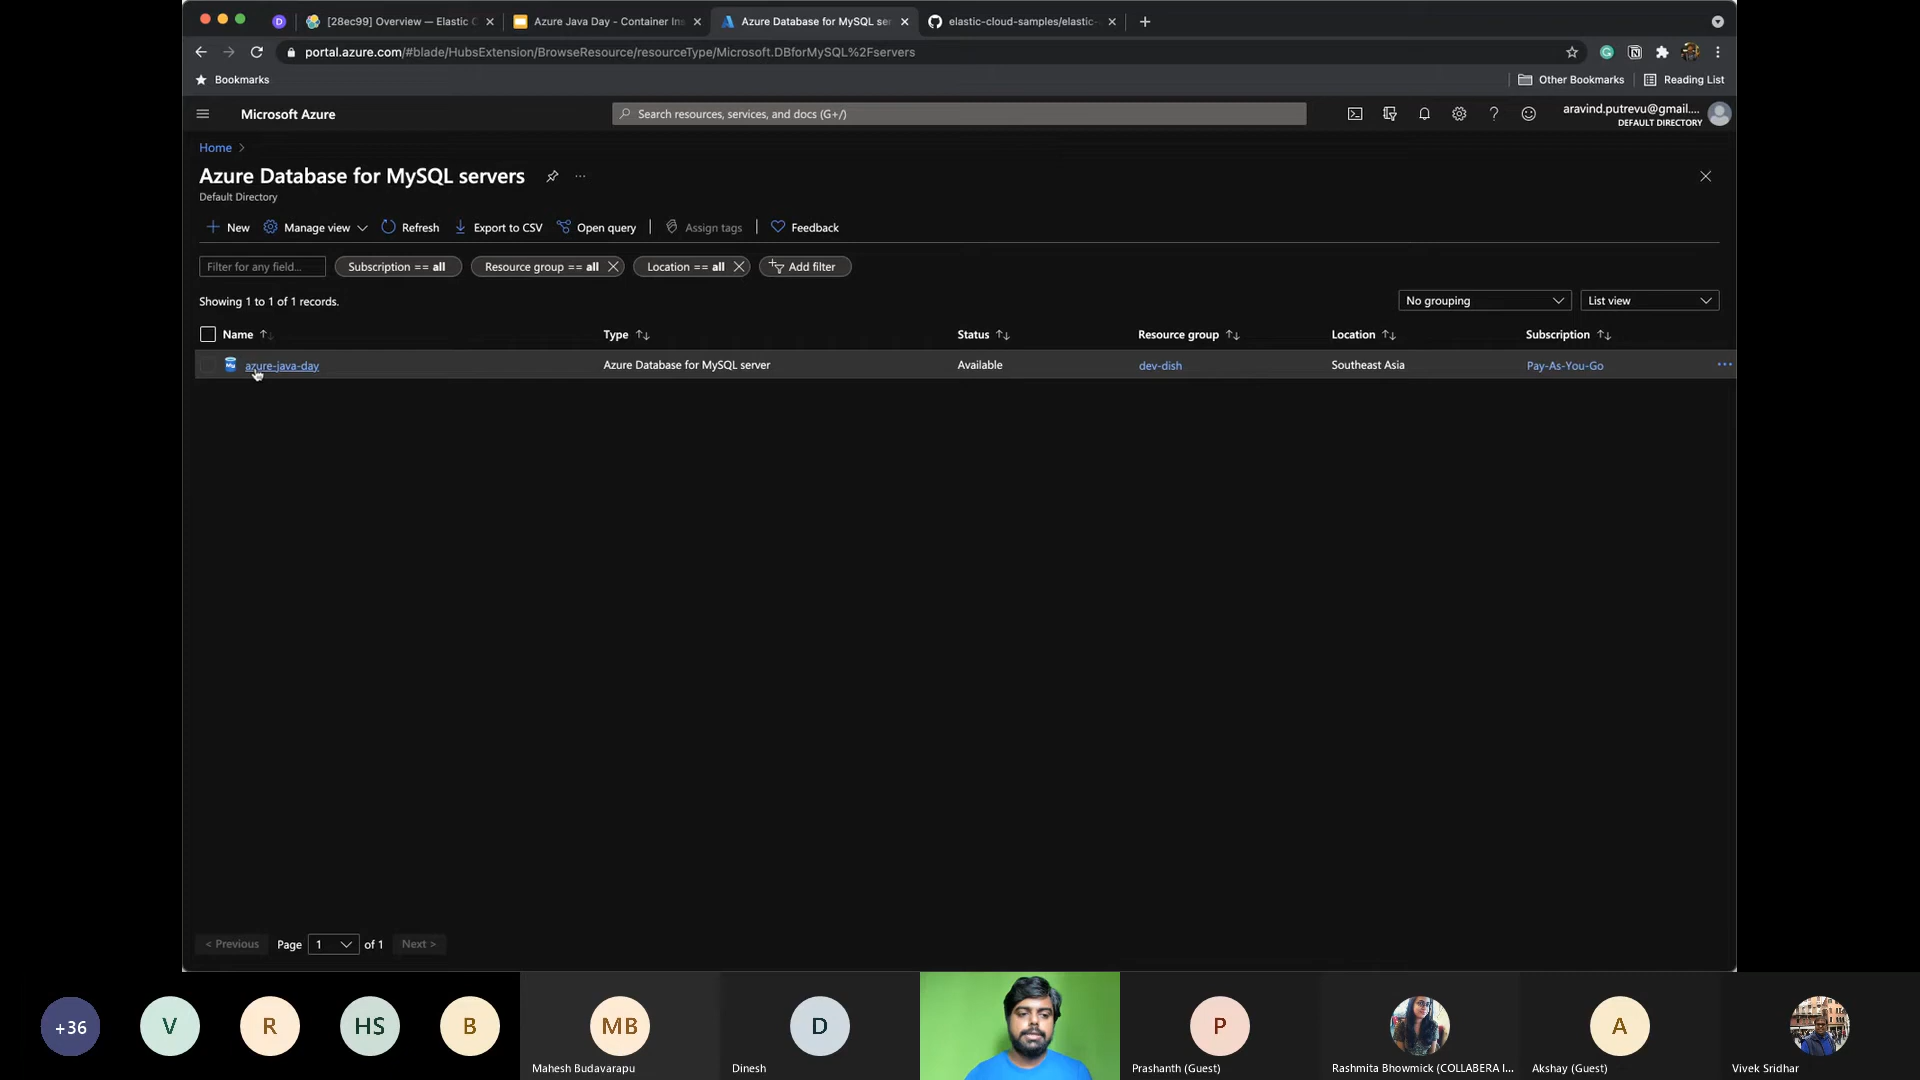 [28ec99] Overview — Elastic C
Azure Java Day - Container Ins
Azure Database for MySQL ser
elastic-cloud-samples/elastic-
portal.azure.com/#blade/HubsExtension/BrowseResource/resourceType/Microsoft.DBforMySQL%2Fservers
Bookmarks
Other Bookmarks
Reading List
Microsoft Azure
Search resources, services, and docs (G+/)
aravind.putrevu@gmail....
DEFAULT DIRECTORY
Home
Azure Database for MySQL servers
Default Directory
New Manage view Refresh Export to CSV Open query Assign tags Feedback
Filter for any field... Subscription == all Resource group == all Location == all Add filter
Showing 1 to 1 of 1 records.
No grouping List view
Name Type Status Resource group Location Subscription
azure-java-day Azure Database for MySQL server Available dev-dish Southeast Asia Pay-As-You-Go
< Previous Page 1 of 1 Next >
+36 V R HS B MB D P A
Mahesh Budavarapu Dinesh Prashanth (Guest) Rashmita Bhowmick (COLLABERA I... Akshay (Guest) Vivek Sridhar